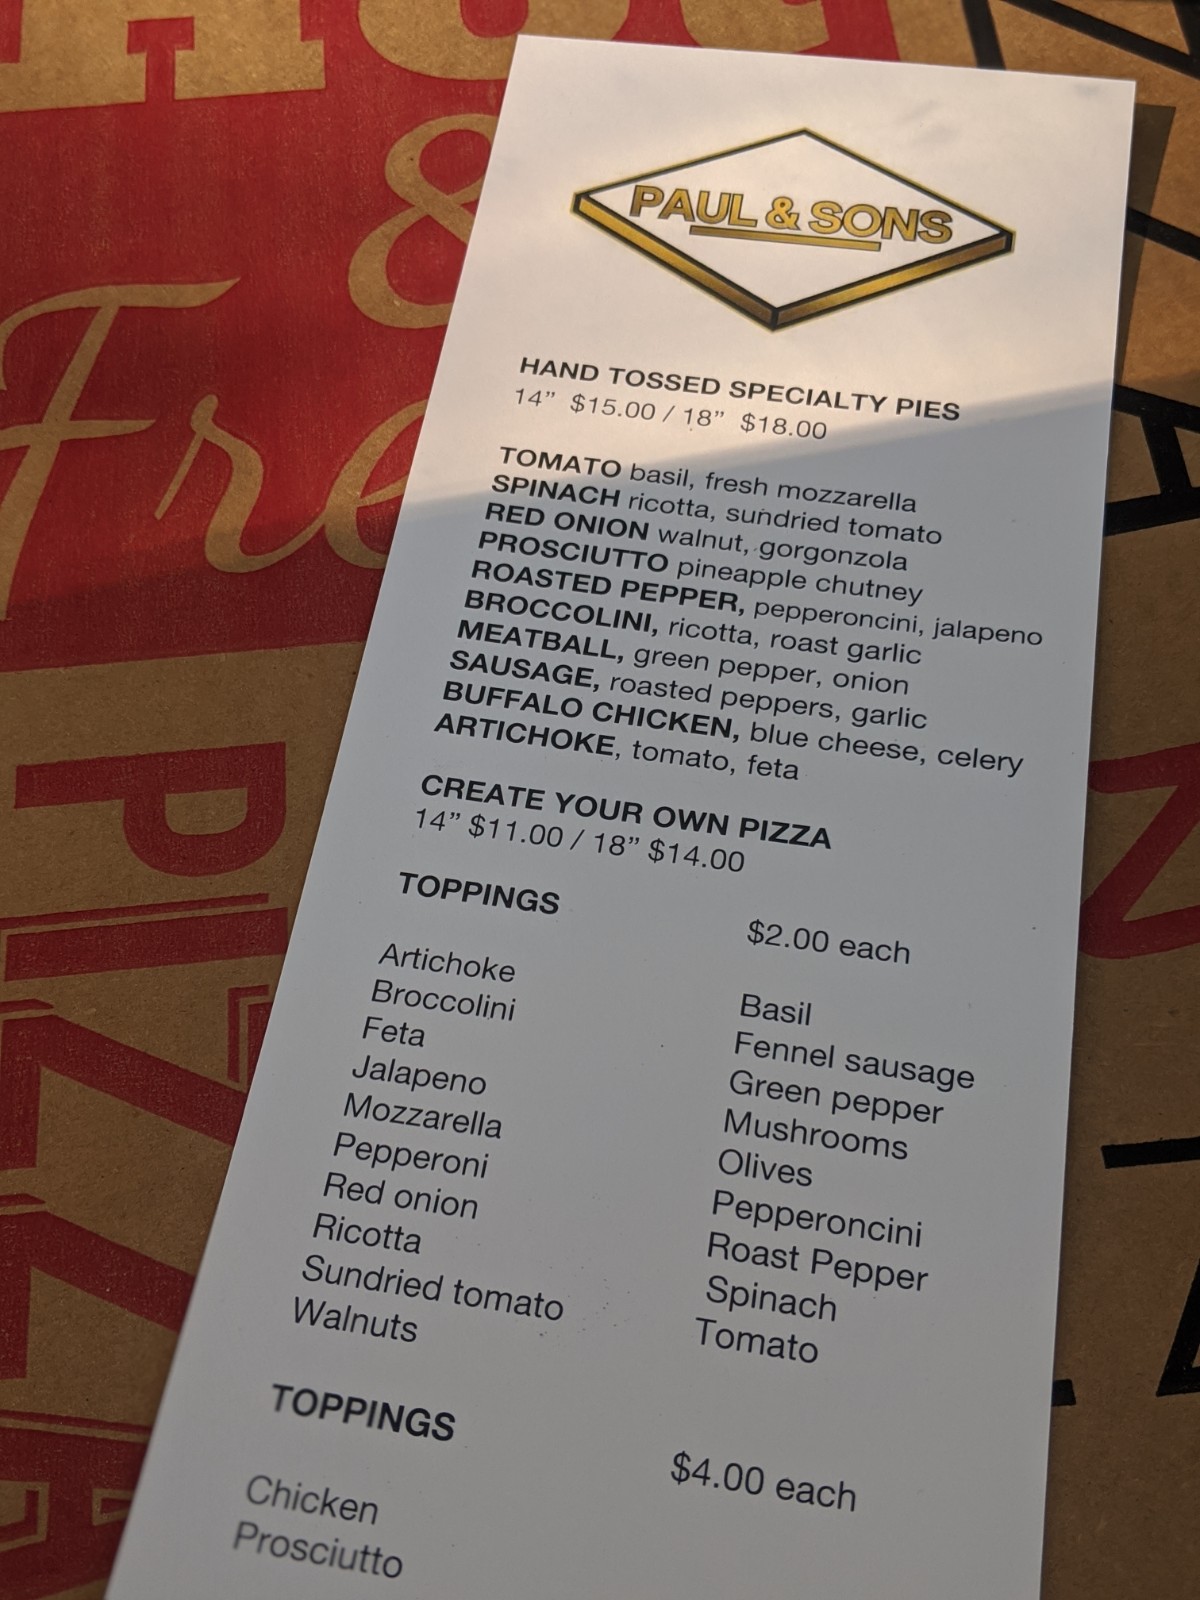 PAUL & SONS
HAND TOSSED SPECIALTY PIES
14” $15.00 / 18” $18.00
TOMATO basil, fresh mozzarella
SPINACH ricotta, sundried tomato
RED ONION walnut, gorgonzola
PROSCIUTTO pineapple chutney
ROASTED PEPPER, pepperoncini, jalapeno
BROCCOLINI, ricotta, roast garlic
MEATBALL, green pepper, onion
SAUSAGE, roasted peppers, garlic
BUFFALO CHICKEN, blue cheese, celery
ARTICHOKE, tomato, feta
CREATE YOUR OWN PIZZA
14” $11.00 / 18” $14.00
TOPPINGS $2.00 each
Artichoke
Broccolini
Feta
Jalapeno
Mozzarella
Pepperoni
Red onion
Ricotta
Sundried tomato
Walnuts
Basil
Fennel sausage
Green pepper
Mushrooms
Olives
Pepperoncini
Roast Pepper
Spinach
Tomato
TOPPINGS $4.00 each
Chicken
Prosciutto
&